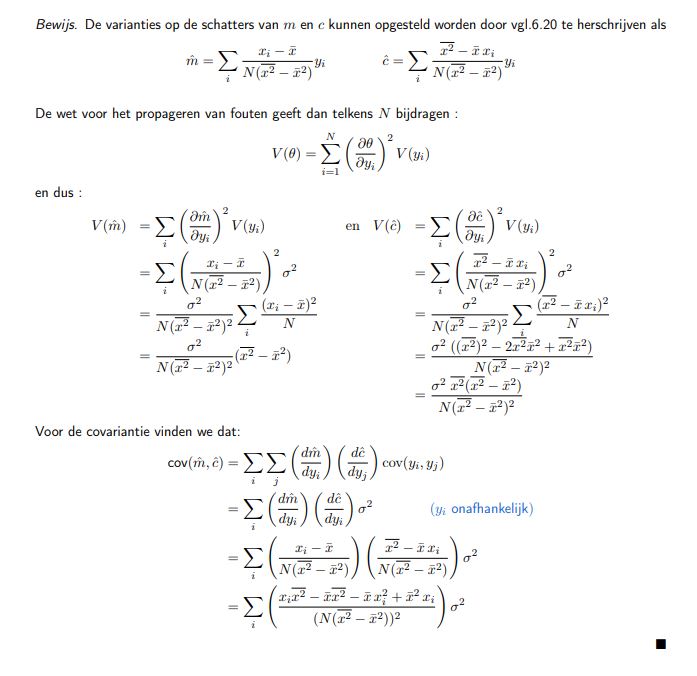 Bewijs. De varianties op de schatters van m en c kunnen opgesteld worden door vgl.6.20 te herschrijven als
$\hat{m} = \sum_i \frac{x_i - \bar{x}}{N(\overline{x^2} - \bar{x}^2)} y_i \qquad \hat{c} = \sum_i \frac{\overline{x^2} - \bar{x}\, x_i}{N(\overline{x^2} - \bar{x}^2)} y_i$
De wet voor het propageren van fouten geeft dan telkens N bijdragen :
$V(\theta) = \sum_{i=1}^{N} \left( \frac{\partial \theta}{\partial y_i} \right)^2 V(y_i)$
en dus :
$V(\hat{m}) = \sum_i \left( \frac{\partial \hat{m}}{\partial y_i} \right)^2 V(y_i) \quad \text{en} \quad V(\hat{c}) = \sum_i \left( \frac{\partial \hat{c}}{\partial y_i} \right)^2 V(y_i)$
$= \sum_i \left( \frac{x_i - \bar{x}}{N(\overline{x^2} - \bar{x}^2)} \right)^2 \sigma^2 \qquad = \sum_i \left( \frac{\overline{x^2} - \bar{x}\, x_i}{N(\overline{x^2} - \bar{x}^2)} \right)^2 \sigma^2$
$= \frac{\sigma^2}{N(\overline{x^2} - \bar{x}^2)^2} \sum_i \frac{(x_i - \bar{x})^2}{N} \qquad = \frac{\sigma^2}{N(\overline{x^2} - \bar{x}^2)^2} \sum_i \frac{(\overline{x^2} - \bar{x}\, x_i)^2}{N}$
$= \frac{\sigma^2}{N(\overline{x^2} - \bar{x}^2)^2} (\overline{x^2} - \bar{x}^2) \qquad = \frac{\sigma^2 \, ((\overline{x^2})^2 - 2\overline{x^2}\bar{x}^2 + \overline{x^2}\bar{x}^2)}{N(\overline{x^2} - \bar{x}^2)^2}$
$= \frac{\sigma^2 \, \overline{x^2}(\overline{x^2} - \bar{x}^2)}{N(\overline{x^2} - \bar{x}^2)^2}$
Voor de covariantie vinden we dat:
$\text{cov}(\hat{m}, \hat{c}) = \sum_i \sum_j \left( \frac{d\hat{m}}{dy_i} \right) \left( \frac{d\hat{c}}{dy_j} \right) \text{cov}(y_i, y_j)$
$= \sum_i \left( \frac{d\hat{m}}{dy_i} \right) \left( \frac{d\hat{c}}{dy_i} \right) \sigma^2 \qquad (y_i \text{ onafhankelijk})$
$= \sum_i \left( \frac{x_i - \bar{x}}{N(\overline{x^2} - \bar{x}^2)} \right) \left( \frac{\overline{x^2} - \bar{x}\, x_i}{N(\overline{x^2} - \bar{x}^2)} \right) \sigma^2$
$= \sum_i \left( \frac{x_i \overline{x^2} - \bar{x}\overline{x^2} - \bar{x}\, x_i^2 + \bar{x}^2\, x_i}{(N(\overline{x^2} - \bar{x}^2))^2} \right) \sigma^2$
■